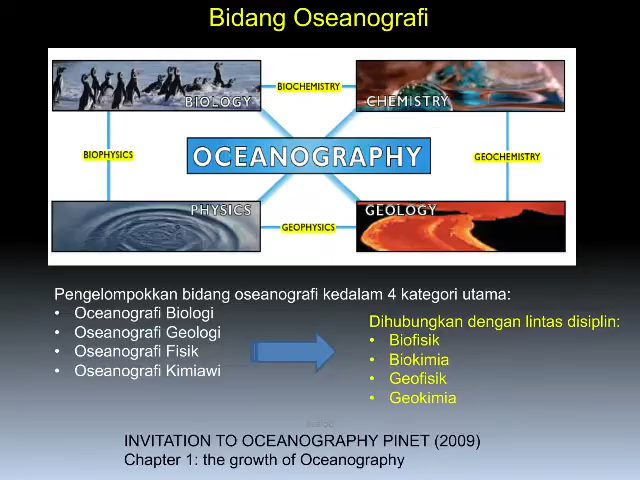 Bidang Oseanografi
BIOLOGY
BIOCHEMISTRY
CHEMISTRY
BIOPHYSICS
OCEANOGRAPHY
GEOCHEMISTRY
PHYSICS
GEOPHYSICS
GEOLOGY
Pengelompokkan bidang oseanografi kedalam 4 kategori utama:
• Oceanografi Biologi
• Oseanografi Geologi
• Oseanografi Fisik
• Oseanografi Kimiawi
Dihubungkan dengan lintas disiplin:
• Biofisik
• Biokimia
• Geofisik
• Geokimia
INVITATION TO OCEANOGRAPHY PINET (2009)
Chapter 1: the growth of Oceanography